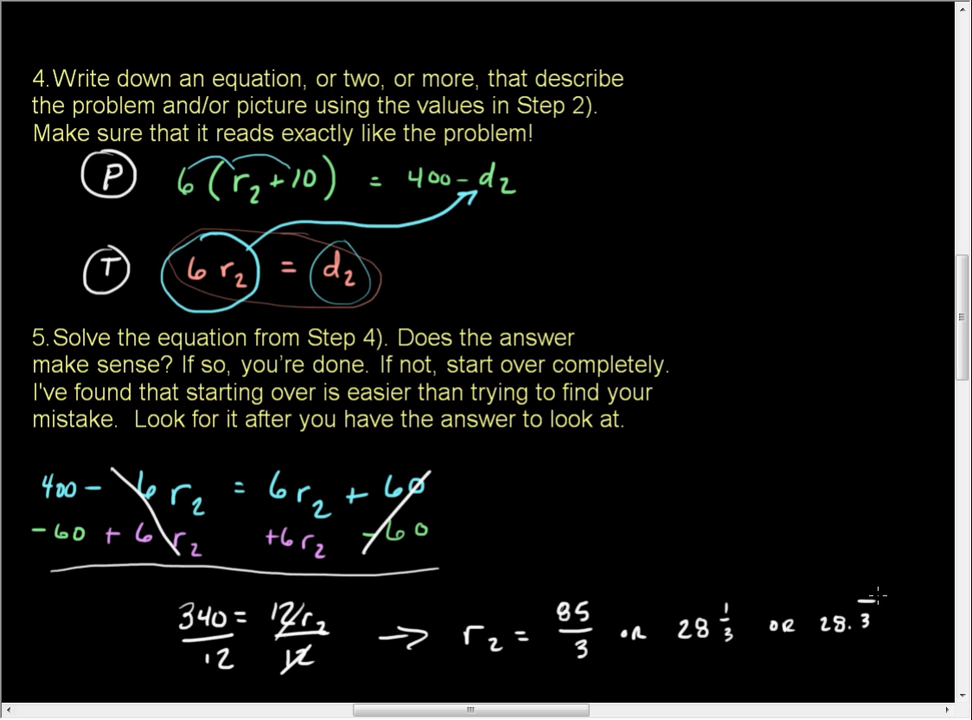 4. Write down an equation, or two, or more, that describe
the problem and/or picture using the values in Step 2).
Make sure that it reads exactly like the problem!
P 6(r₂+10) = 400-d₂
T 6r₂ = d₂
5. Solve the equation from Step 4). Does the answer
make sense? If so, you're done. If not, start over completely.
I've found that starting over is easier than trying to find your
mistake. Look for it after you have the answer to look at.
400 - 6r₂ = 6r₂ + 60
-60 + 6r₂ +6r₂ -60
340 = 12r₂ → r₂ = 85/3 OR 28 1/3 OR 28.3̅
12 12